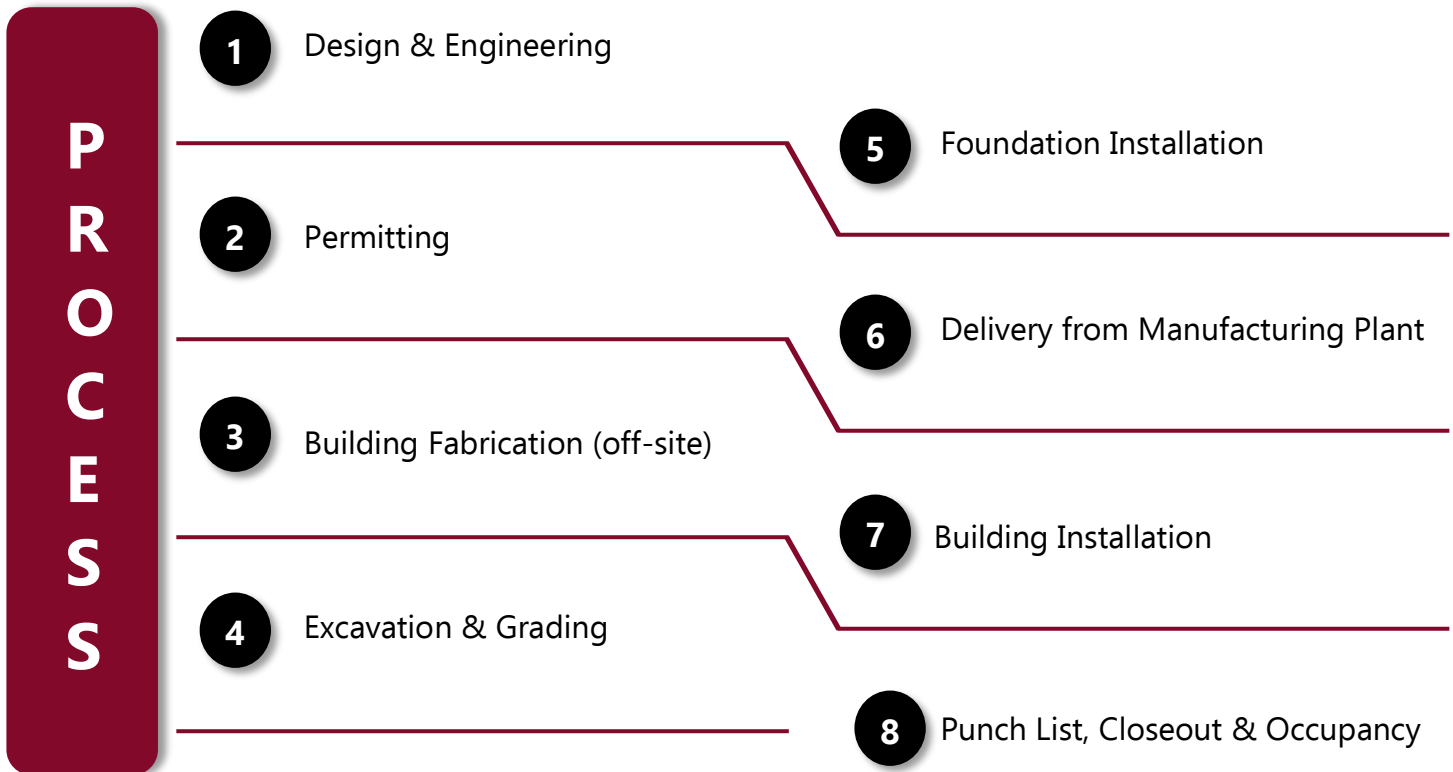 PROCESS
1 Design & Engineering
2 Permitting
3 Building Fabrication (off-site)
4 Excavation & Grading
5 Foundation Installation
6 Delivery from Manufacturing Plant
7 Building Installation
8 Punch List, Closeout & Occupancy